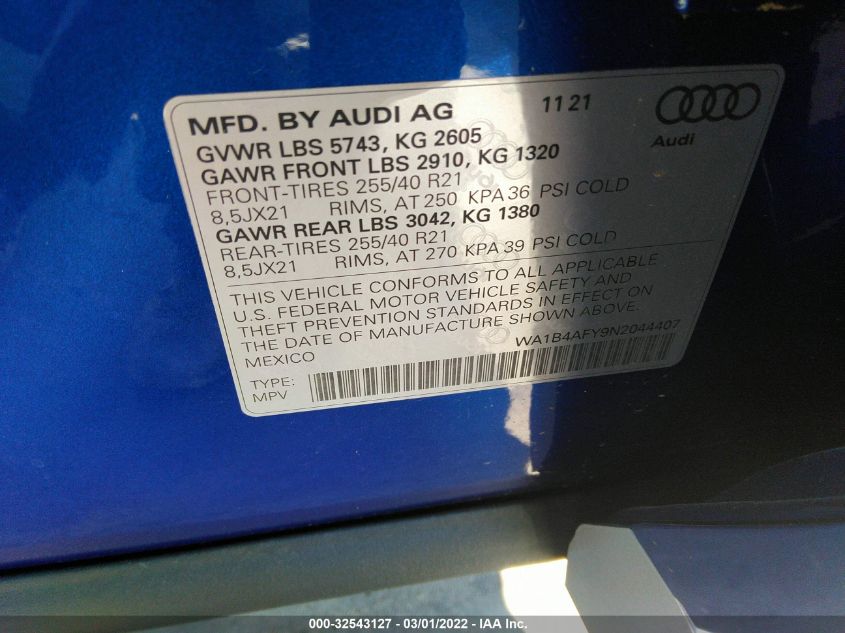 MFD. BY AUDI AG 11 21
Audi
GVWR LBS 5743, KG 2605
GAWR FRONT LBS 2910, KG 1320
FRONT-TIRES 255/40 R21
8,5JX21 RIMS, AT 250 KPA 36 PSI COLD
GAWR REAR LBS 3042, KG 1380
REAR-TIRES 255/40 R21
8,5JX21 RIMS, AT 270 KPA 39 PSI COLD
THIS VEHICLE CONFORMS TO ALL APPLICABLE
U.S. FEDERAL MOTOR VEHICLE SAFETY AND
THEFT PREVENTION STANDARDS IN EFFECT ON
THE DATE OF MANUFACTURE SHOWN ABOVE.
MEXICO WA1B4AFY9N2044407
TYPE:
MPV
000-32543127 - 03/01/2022 - IAA Inc.